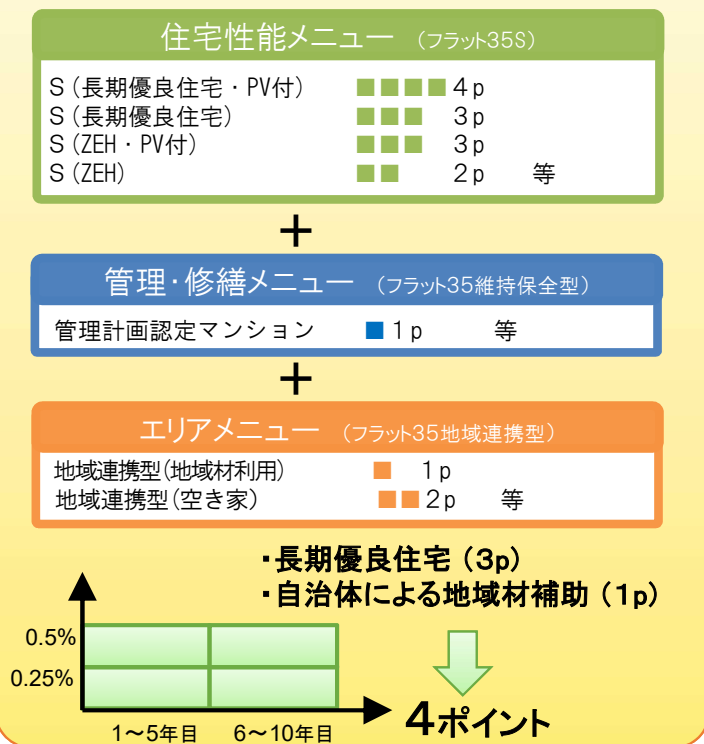 住宅性能メニュー （フラット35S）
S（長期優良住宅・PV付） ■■■■4p
S（長期優良住宅） ■■■ 3p
S（ZEH・PV付） ■■■ 3p
S（ZEH） ■■ 2p 等
＋
管理・修繕メニュー （フラット35維持保全型）
管理計画認定マンション ■1p 等
＋
エリアメニュー （フラット35地域連携型）
地域連携型（地域材利用） ■ 1p
地域連携型（空き家） ■■2p 等
・長期優良住宅（3p）
・自治体による地域材補助（1p）
0.5%
0.25%
1～5年目 6～10年目
4ポイント